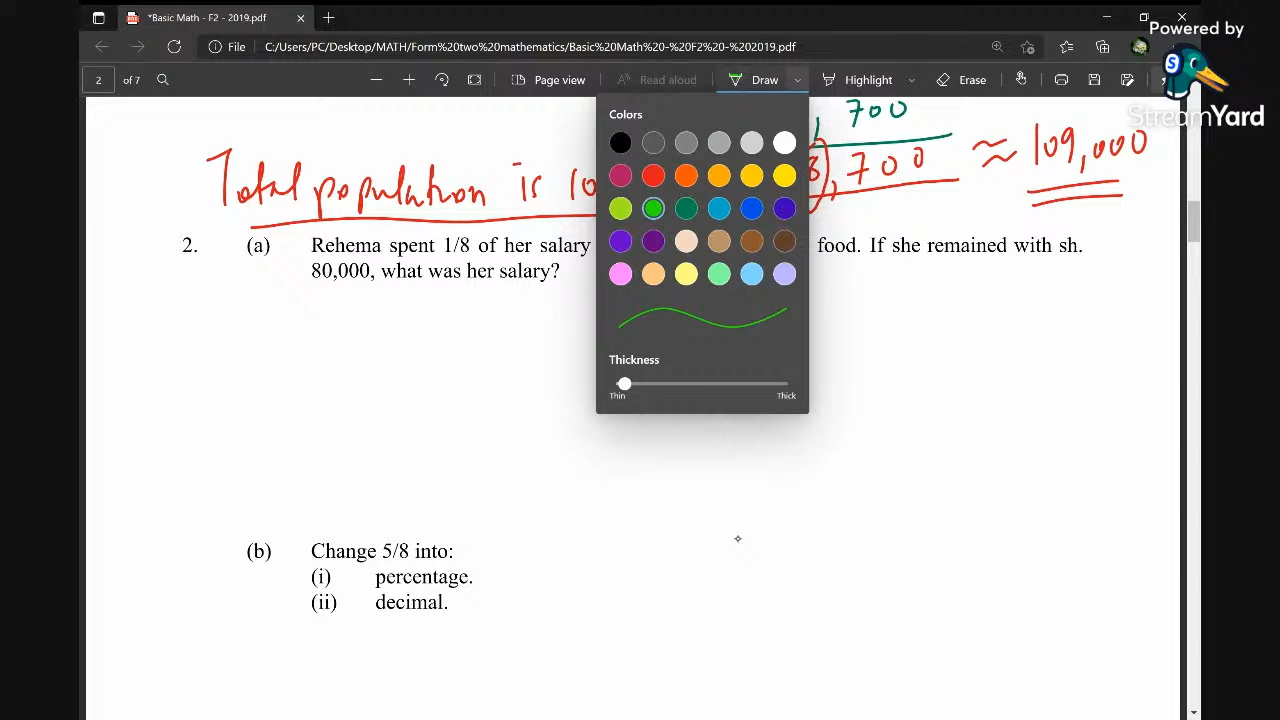 *Basic Math - F2 - 2019.pdf
File C:/Users/PC/Desktop/MATH/Form%20two%20mathematics/Basic%20Math%20-%20F2%20-%202019.pdf
Powered by
StreamYard
2 of 7 Page view Read aloud Draw Highlight Erase
Colors
Thickness
Thin Thick
, 700
8), 700 ≈ 109,000
Total population is 10
2. (a) Rehema spent 1/8 of her salary food. If she remained with sh.
80,000, what was her salary?
(b) Change 5/8 into:
(i) percentage.
(ii) decimal.